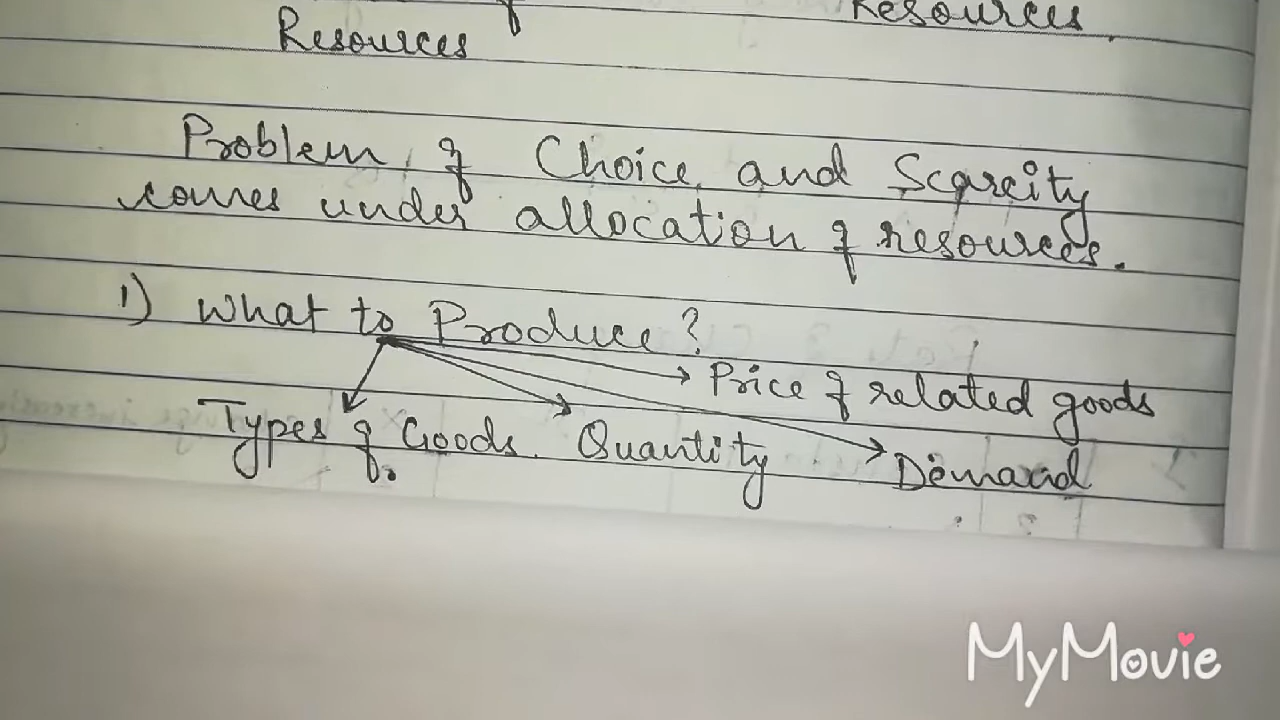 Resources.
Resources
Problem of Choice and Scarcity
comes under allocation of resources.
1) What to Produce?
Price of related goods
Types of Goods. Quantity
Demand
MyMovie